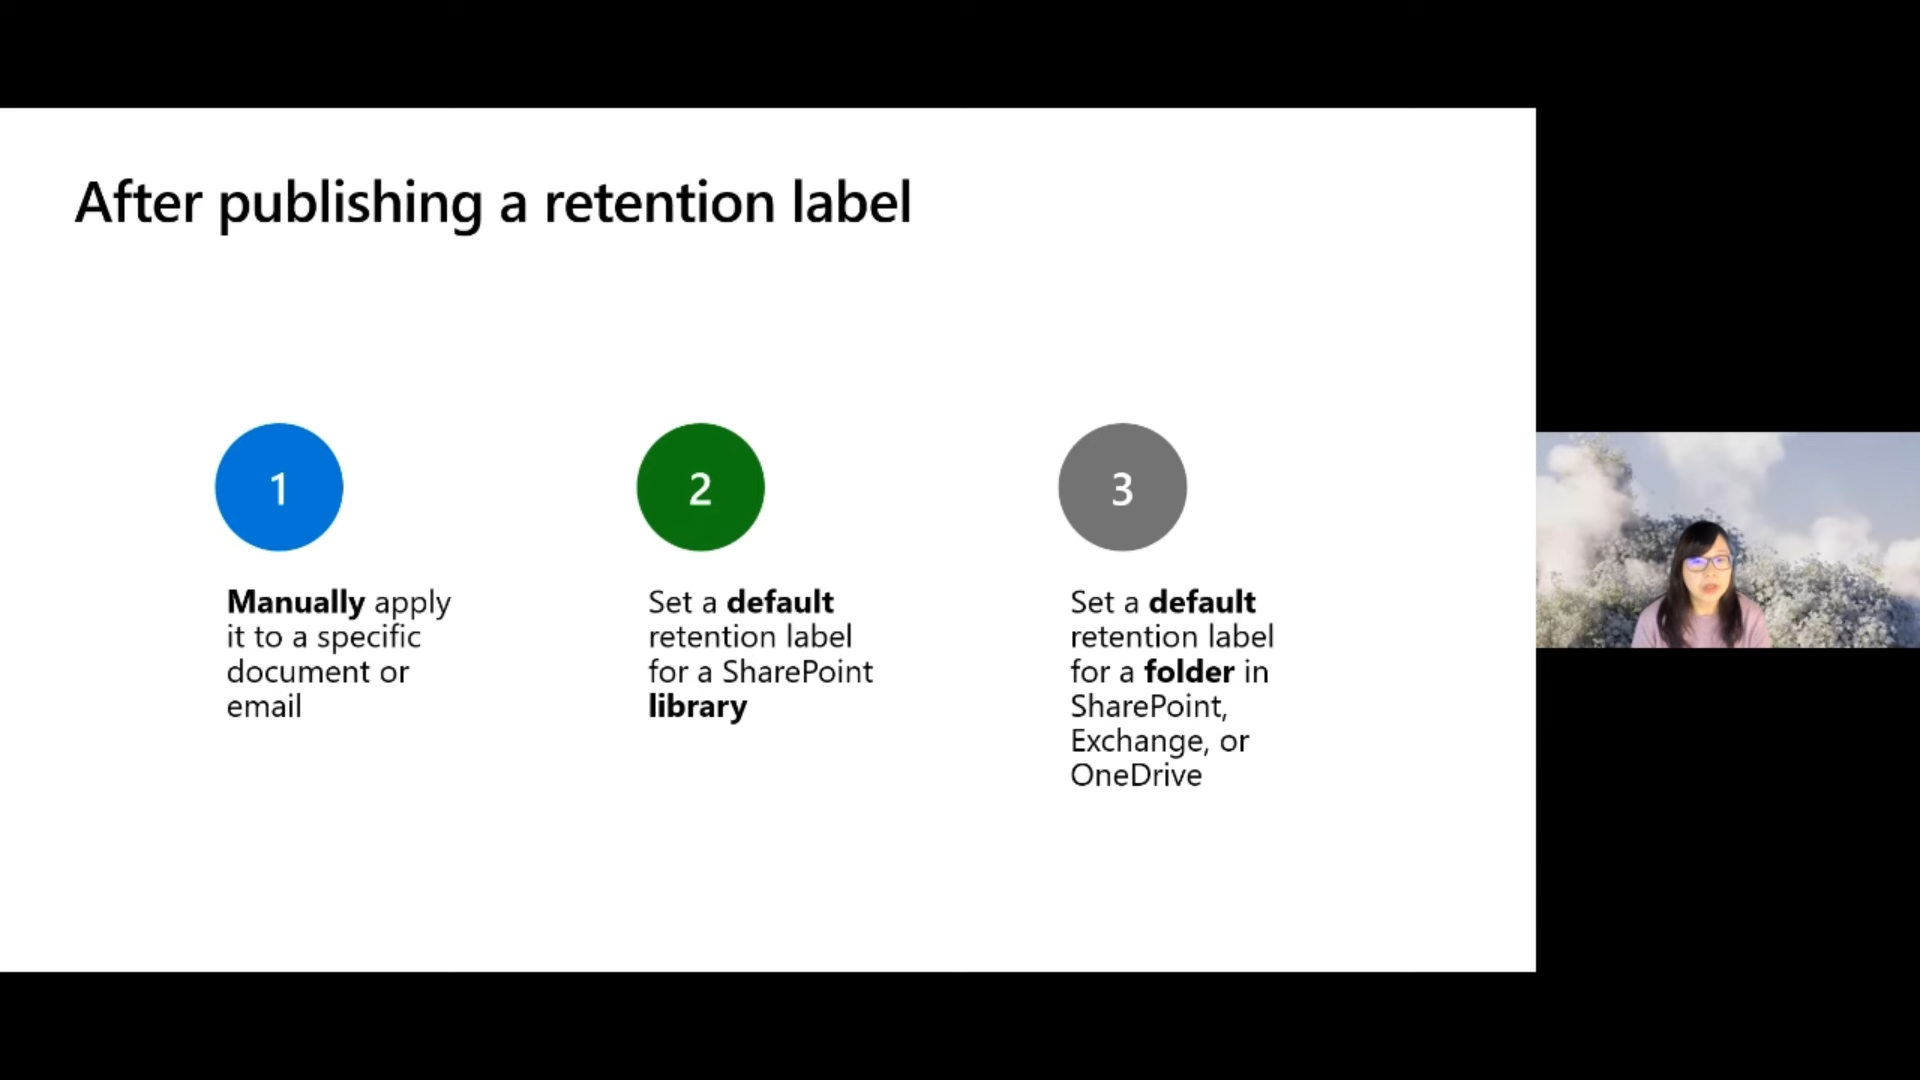 After publishing a retention label
1
Manually apply
it to a specific
document or
email
2
Set a default
retention label
for a SharePoint
library
3
Set a default
retention label
for a folder in
SharePoint,
Exchange, or
OneDrive